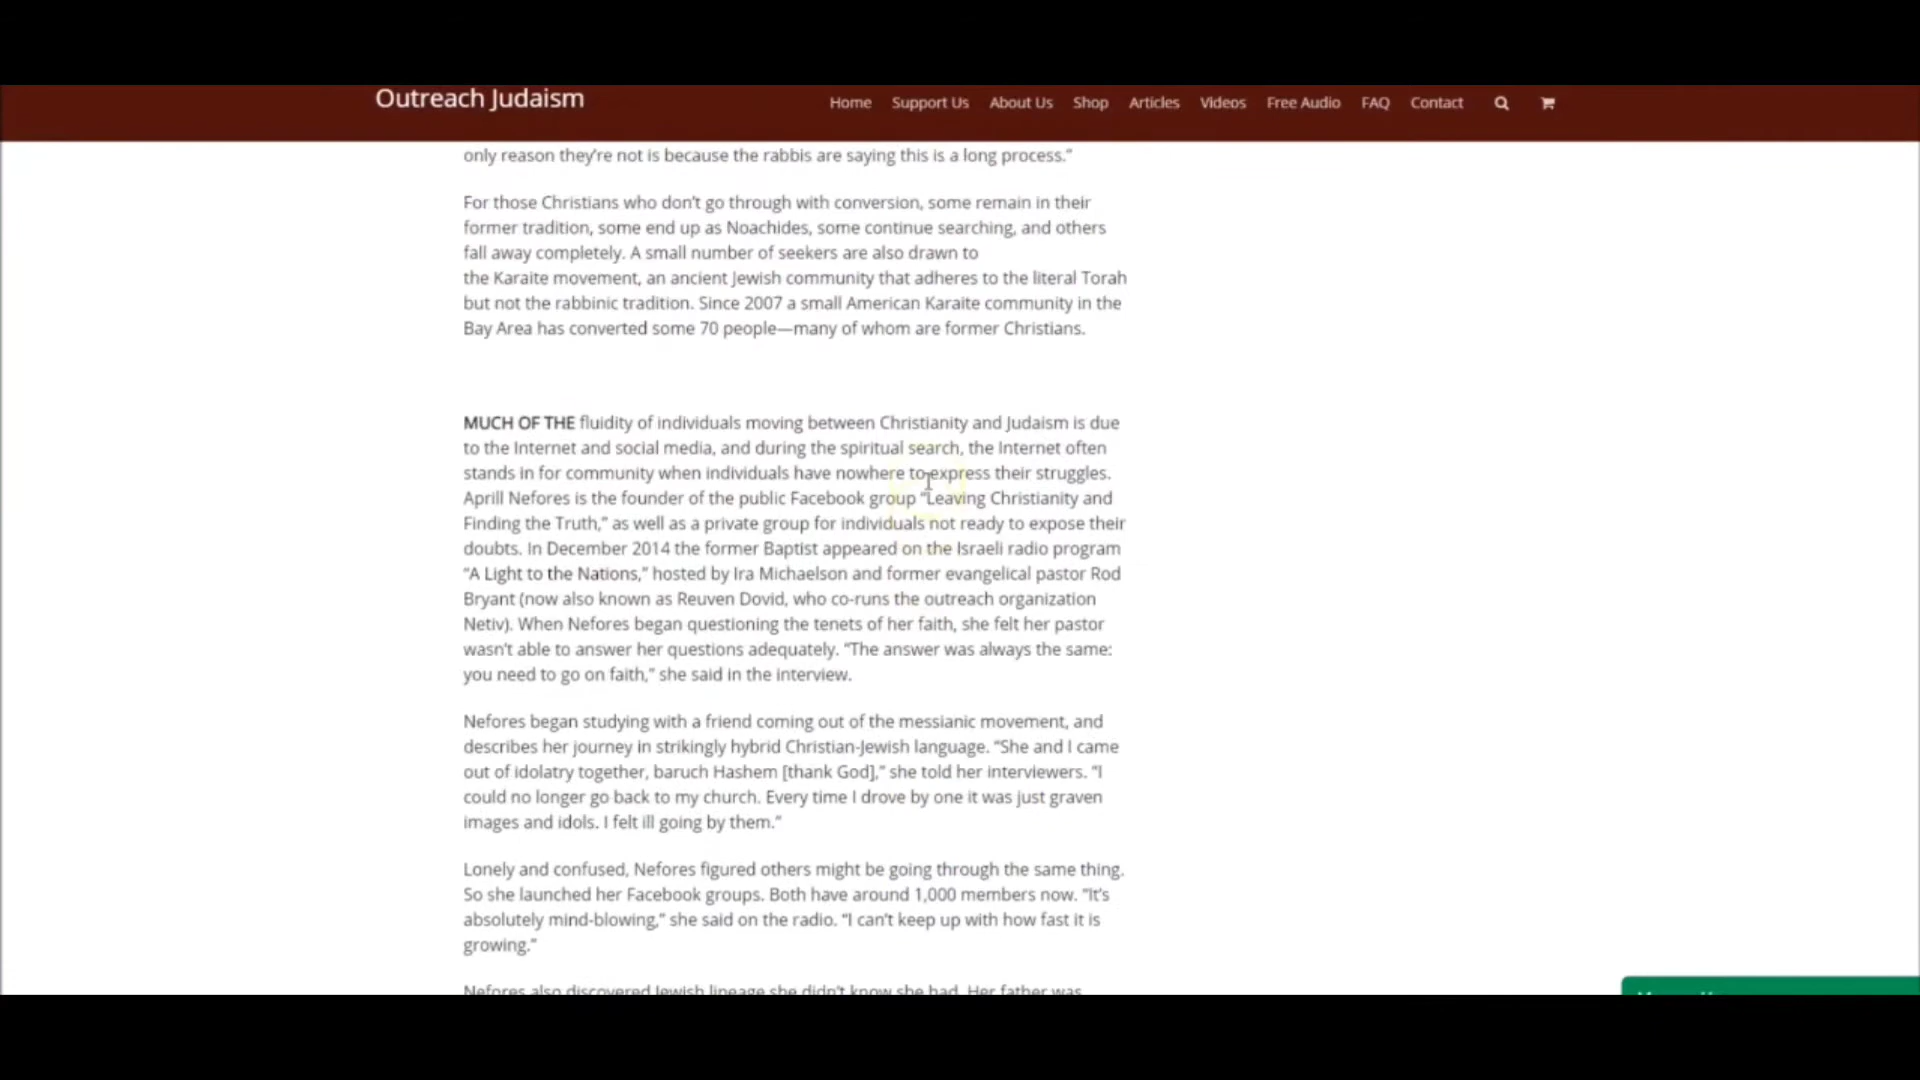 Outreach Judaism
Home Support Us About Us Shop Articles Videos Free Audio FAQ Contact
only reason they’re not is because the rabbis are saying this is a long process.”
For those Christians who don’t go through with conversion, some remain in their
former tradition, some end up as Noachides, some continue searching, and others
fall away completely. A small number of seekers are also drawn to
the Karaite movement, an ancient Jewish community that adheres to the literal Torah
but not the rabbinic tradition. Since 2007 a small American Karaite community in the
Bay Area has converted some 70 people—many of whom are former Christians.
MUCH OF THE fluidity of individuals moving between Christianity and Judaism is due
to the Internet and social media, and during the spiritual search, the Internet often
stands in for community when individuals have nowhere to express their struggles.
Aprill Nefores is the founder of the public Facebook group “Leaving Christianity and
Finding the Truth,” as well as a private group for individuals not ready to expose their
doubts. In December 2014 the former Baptist appeared on the Israeli radio program
“A Light to the Nations,” hosted by Ira Michaelson and former evangelical pastor Rod
Bryant (now also known as Reuven Dovid, who co-runs the outreach organization
Netiv). When Nefores began questioning the tenets of her faith, she felt her pastor
wasn’t able to answer her questions adequately. “The answer was always the same:
you need to go on faith,” she said in the interview.
Nefores began studying with a friend coming out of the messianic movement, and
describes her journey in strikingly hybrid Christian-Jewish language. “She and I came
out of idolatry together, baruch Hashem [thank God],” she told her interviewers. “I
could no longer go back to my church. Every time I drove by one it was just graven
images and idols. I felt ill going by them.”
Lonely and confused, Nefores figured others might be going through the same thing.
So she launched her Facebook groups. Both have around 1,000 members now. “It’s
absolutely mind-blowing,” she said on the radio. “I can’t keep up with how fast it is
growing.”
Nefores also discovered Jewish lineage she didn’t know she had. Her father was